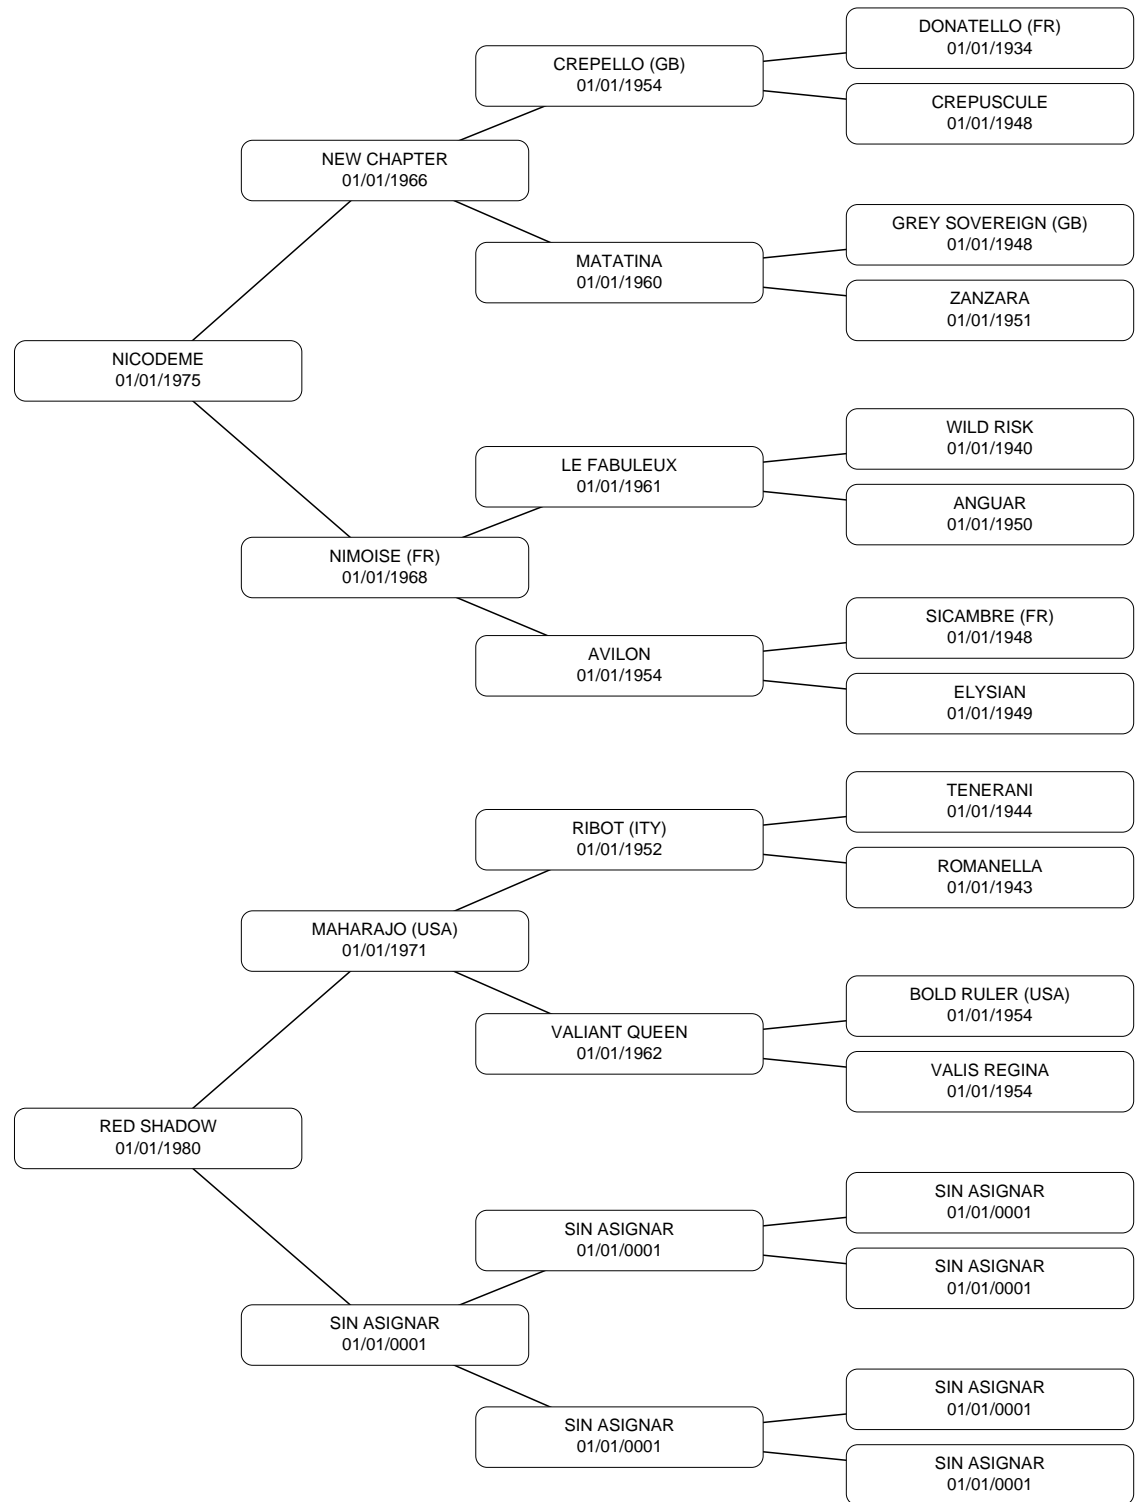 DONATELLO (FR)
01/01/1934
CREPELLO (GB)
01/01/1954
CREPUSCULE
01/01/1948
NEW CHAPTER
01/01/1966
GREY SOVEREIGN (GB)
01/01/1948
MATATINA
01/01/1960
ZANZARA
01/01/1951
NICODEME
01/01/1975
WILD RISK
01/01/1940
LE FABULEUX
01/01/1961
ANGUAR
01/01/1950
NIMOISE (FR)
01/01/1968
SICAMBRE (FR)
01/01/1948
AVILON
01/01/1954
ELYSIAN
01/01/1949
TENERANI
01/01/1944
RIBOT (ITY)
01/01/1952
ROMANELLA
01/01/1943
MAHARAJO (USA)
01/01/1971
BOLD RULER (USA)
01/01/1954
VALIANT QUEEN
01/01/1962
VALIS REGINA
01/01/1954
RED SHADOW
01/01/1980
SIN ASIGNAR
01/01/0001
SIN ASIGNAR
01/01/0001
SIN ASIGNAR
01/01/0001
SIN ASIGNAR
01/01/0001
SIN ASIGNAR
01/01/0001
SIN ASIGNAR
01/01/0001
SIN ASIGNAR
01/01/0001